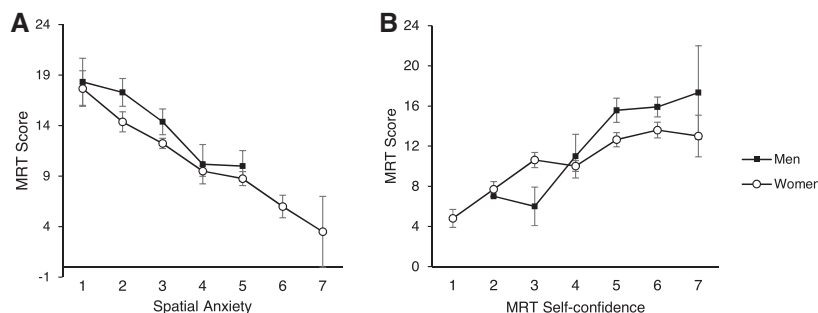 A
24
19
14
9
4
-1
MRT Score
1 2 3 4 5 6 7
Spatial Anxiety
B
24
20
16
12
8
4
0
MRT Score
1 2 3 4 5 6 7
MRT Self-confidence
Men
Women